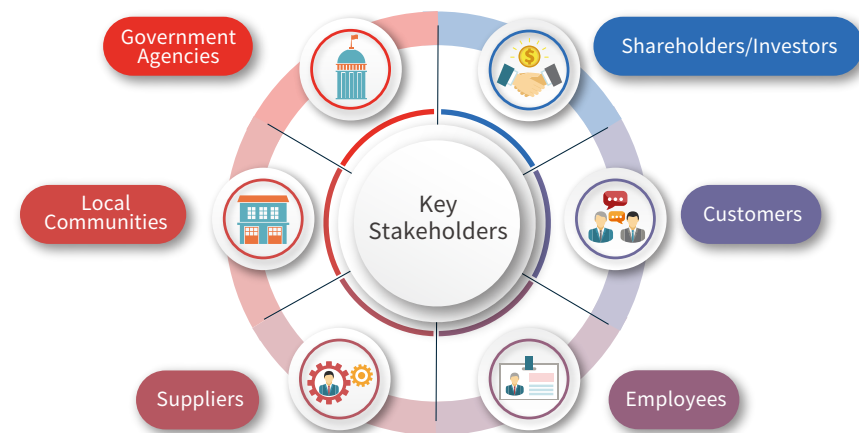 Government
Agencies
Shareholders/Investors
Local
Communities
Key
Stakeholders
Customers
Suppliers
Employees